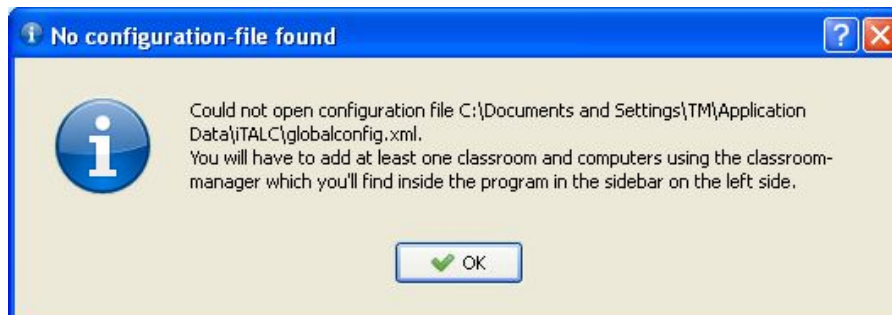 No configuration-file found
Could not open configuration file C:\Documents and Settings\TM\Application
Data\iTALC\globalconfig.xml.
You will have to add at least one classroom and computers using the classroom-
manager which you'll find inside the program in the sidebar on the left side.
OK